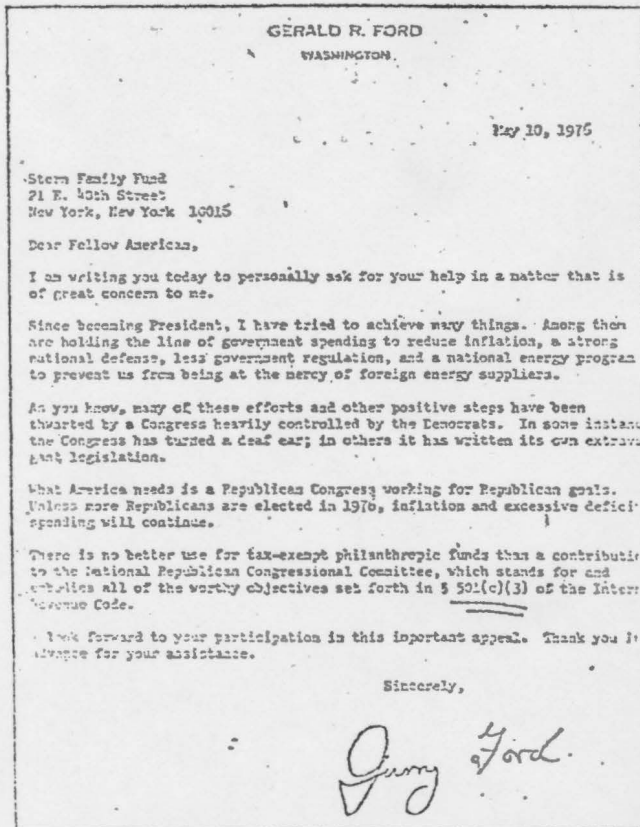 GERALD R. FORD
WASHINGTON
May 10, 1976
Stern Family Fund
21 E. 40th Street
New York, New York 10016
Dear Fellow American,
I am writing you today to personally ask for your help in a matter that is
of great concern to me.
Since becoming President, I have tried to achieve many things. Among them
are holding the line of government spending to reduce inflation, a strong
national defense, less government regulation, and a national energy program
to prevent us from being at the mercy of foreign energy suppliers.
As you know, many of these efforts and other positive steps have been
thwarted by a Congress heavily controlled by the Democrats. In some instanc
the Congress has turned a deaf ear; in others it has written its own extrava
gant legislation.
What America needs is a Republican Congress working for Republican goals.
Unless more Republicans are elected in 1976, inflation and excessive defici
spending will continue.
There is no better use for tax-exempt philanthropic funds than a contributio
to the National Republican Congressional Committee, which stands for and
embodies all of the worthy objectives set forth in § 501(c)(3) of the Intern
Revenue Code.
look forward to your participation in this important appeal. Thank you in
advance for your assistance.
Sincerely,
Jerry Ford